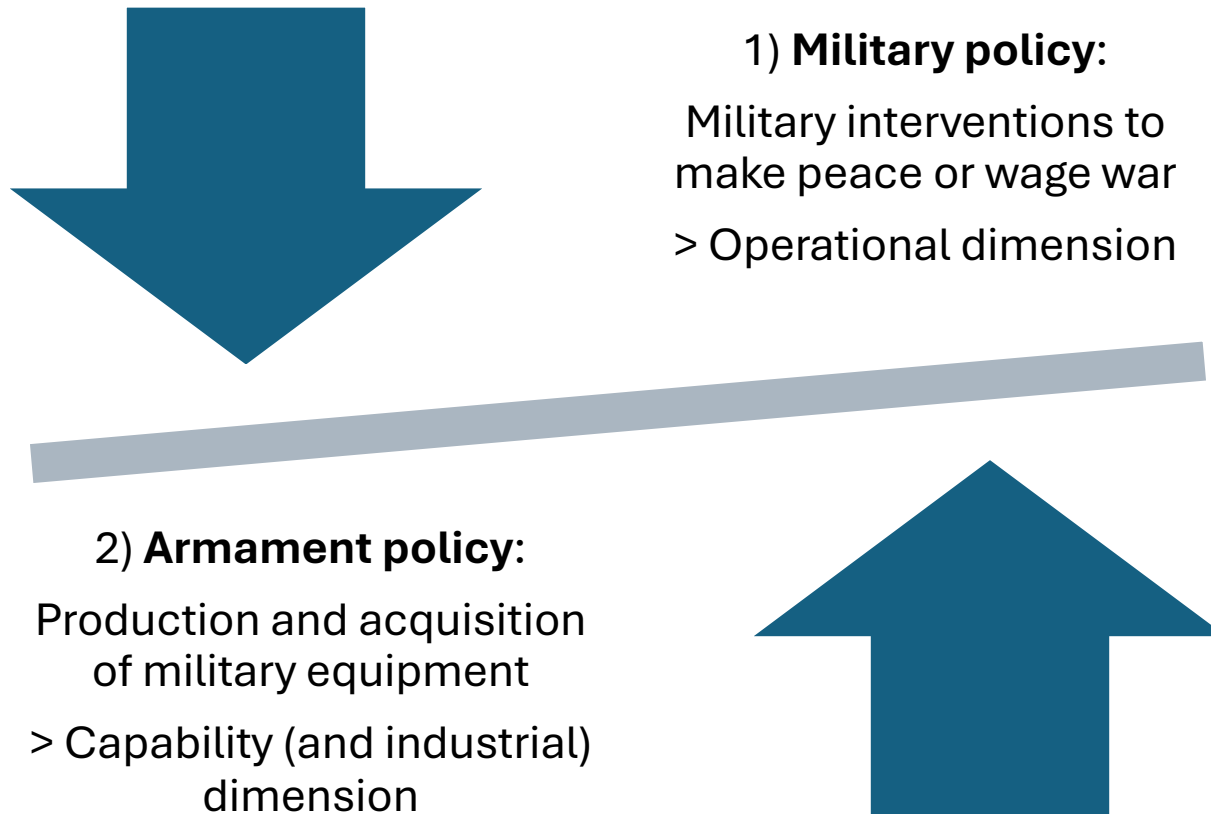 1) Military policy:
Military interventions to
make peace or wage war
> Operational dimension
2) Armament policy:
Production and acquisition
of military equipment
> Capability (and industrial)
dimension